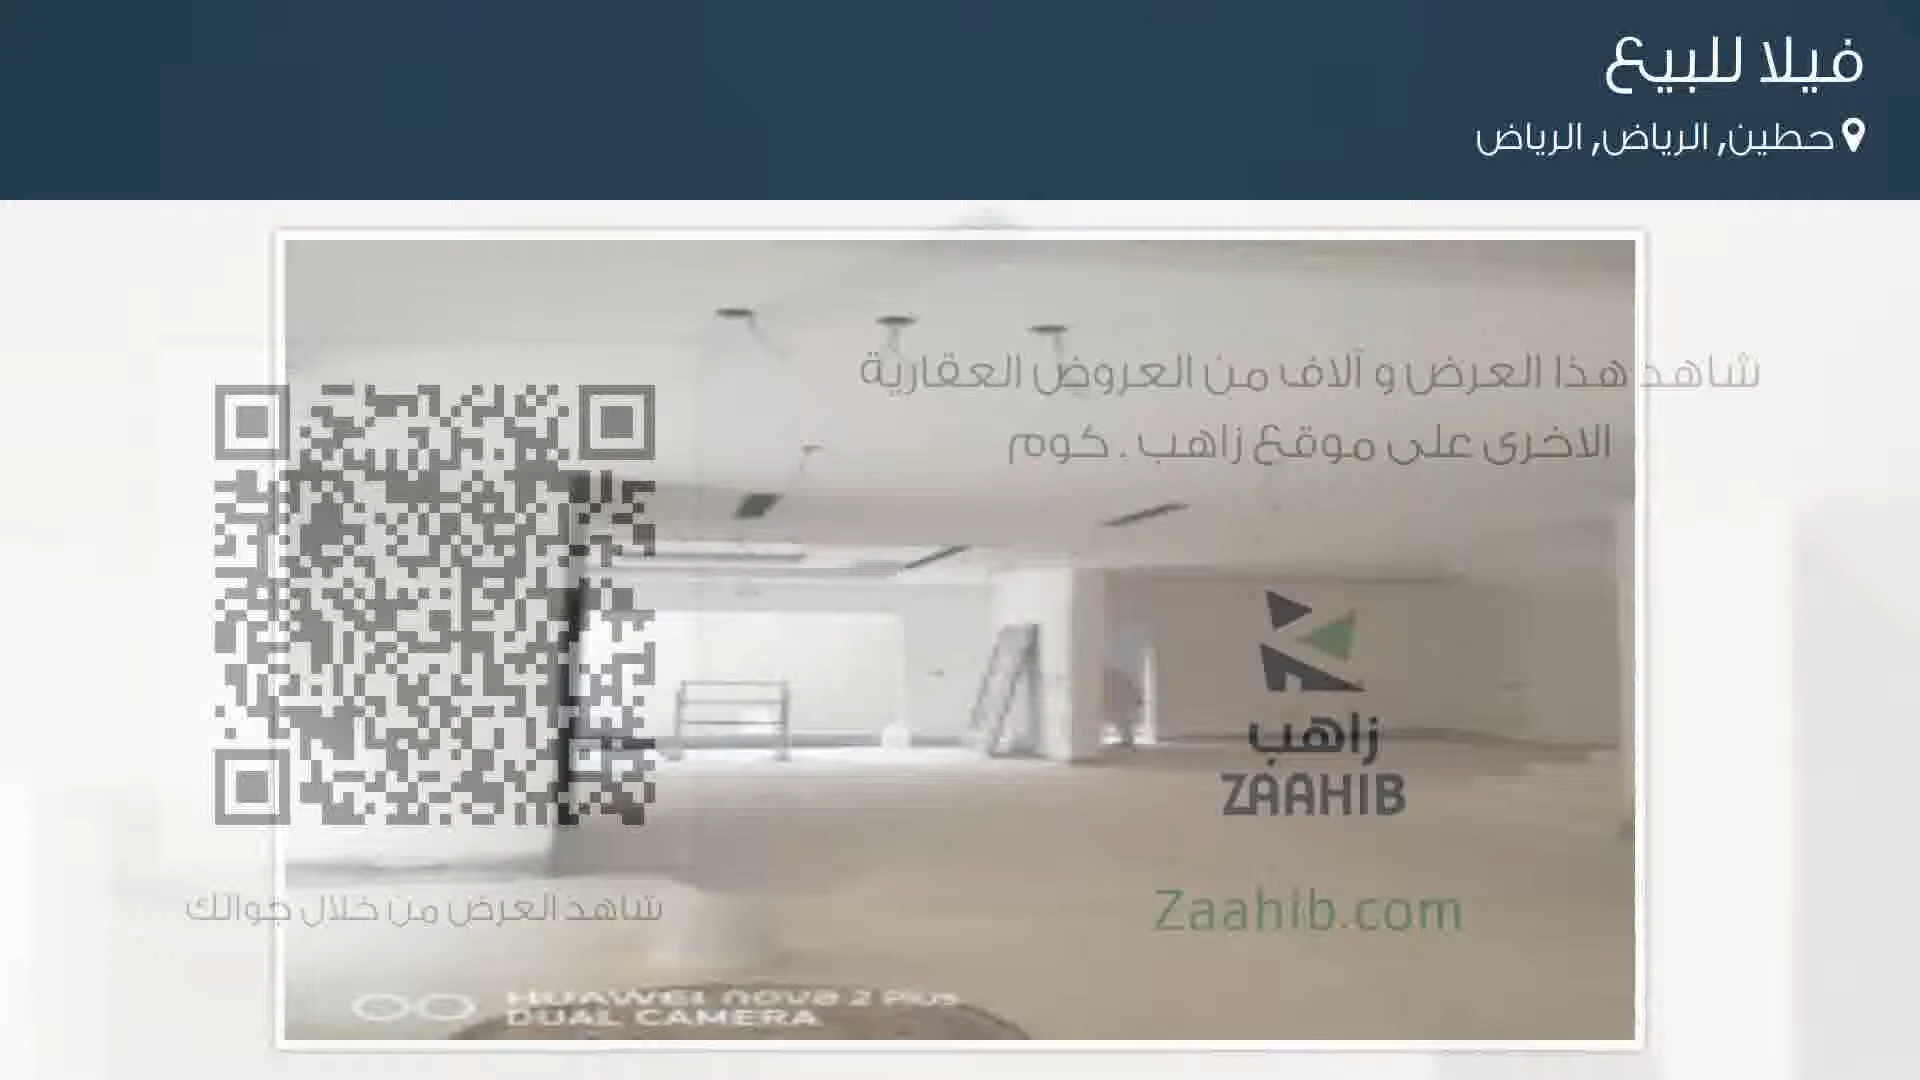 فيلا للبيع
حطين, الرياض, الرياض
شاهد هذا العرض و آلاف من العروض العقارية
الاخرى على موقع زاهب . كوم
زاهب
ZAAHIB
Zaahib.com
شاهد العرض من خلال جوالك
HUAWEI nova 2 Plus
DUAL CAMERA